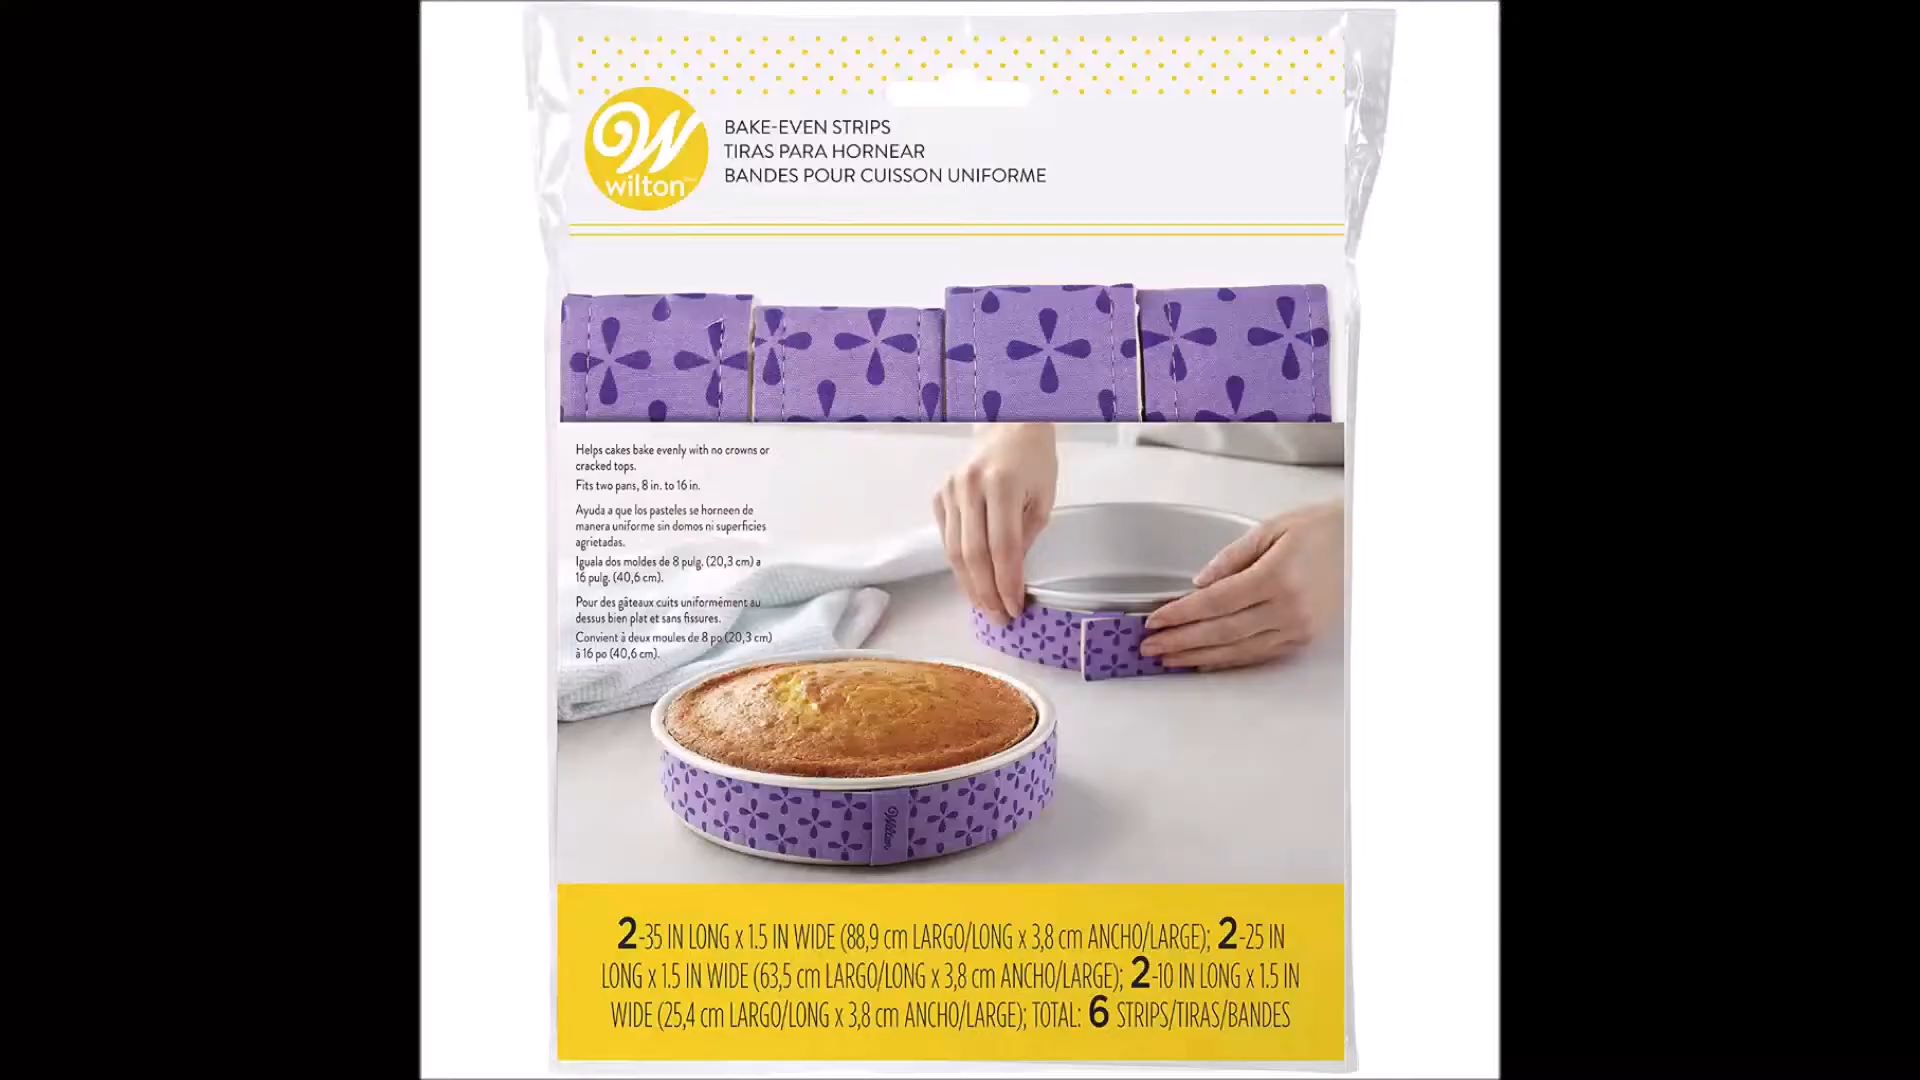 BAKE-EVEN STRIPS
TIRAS PARA HORNEAR
BANDES POUR CUISSON UNIFORME
wilton
Helps cakes bake evenly with no crowns or
cracked tops.
Fits two pans, 8 in. to 16 in.
Ayuda a que los pasteles se horneen de
manera uniforme sin domos ni superficies
agrietadas.
Iguala dos moldes de 8 pulg. (20,3 cm) a
16 pulg. (40,6 cm).
Pour des gâteaux cuits uniformément au
dessus bien plat et sans fissures.
Convient à deux moules de 8 po (20,3 cm)
à 16 po (40,6 cm).
Wilton
2-35 IN LONG x 1.5 IN WIDE (88,9 cm LARGO/LONG x 3,8 cm ANCHO/LARGE); 2-25 IN
LONG x 1.5 IN WIDE (63,5 cm LARGO/LONG x 3,8 cm ANCHO/LARGE); 2-10 IN LONG x 1.5 IN
WIDE (25,4 cm LARGO/LONG x 3,8 cm ANCHO/LARGE); TOTAL: 6 STRIPS/TIRAS/BANDES